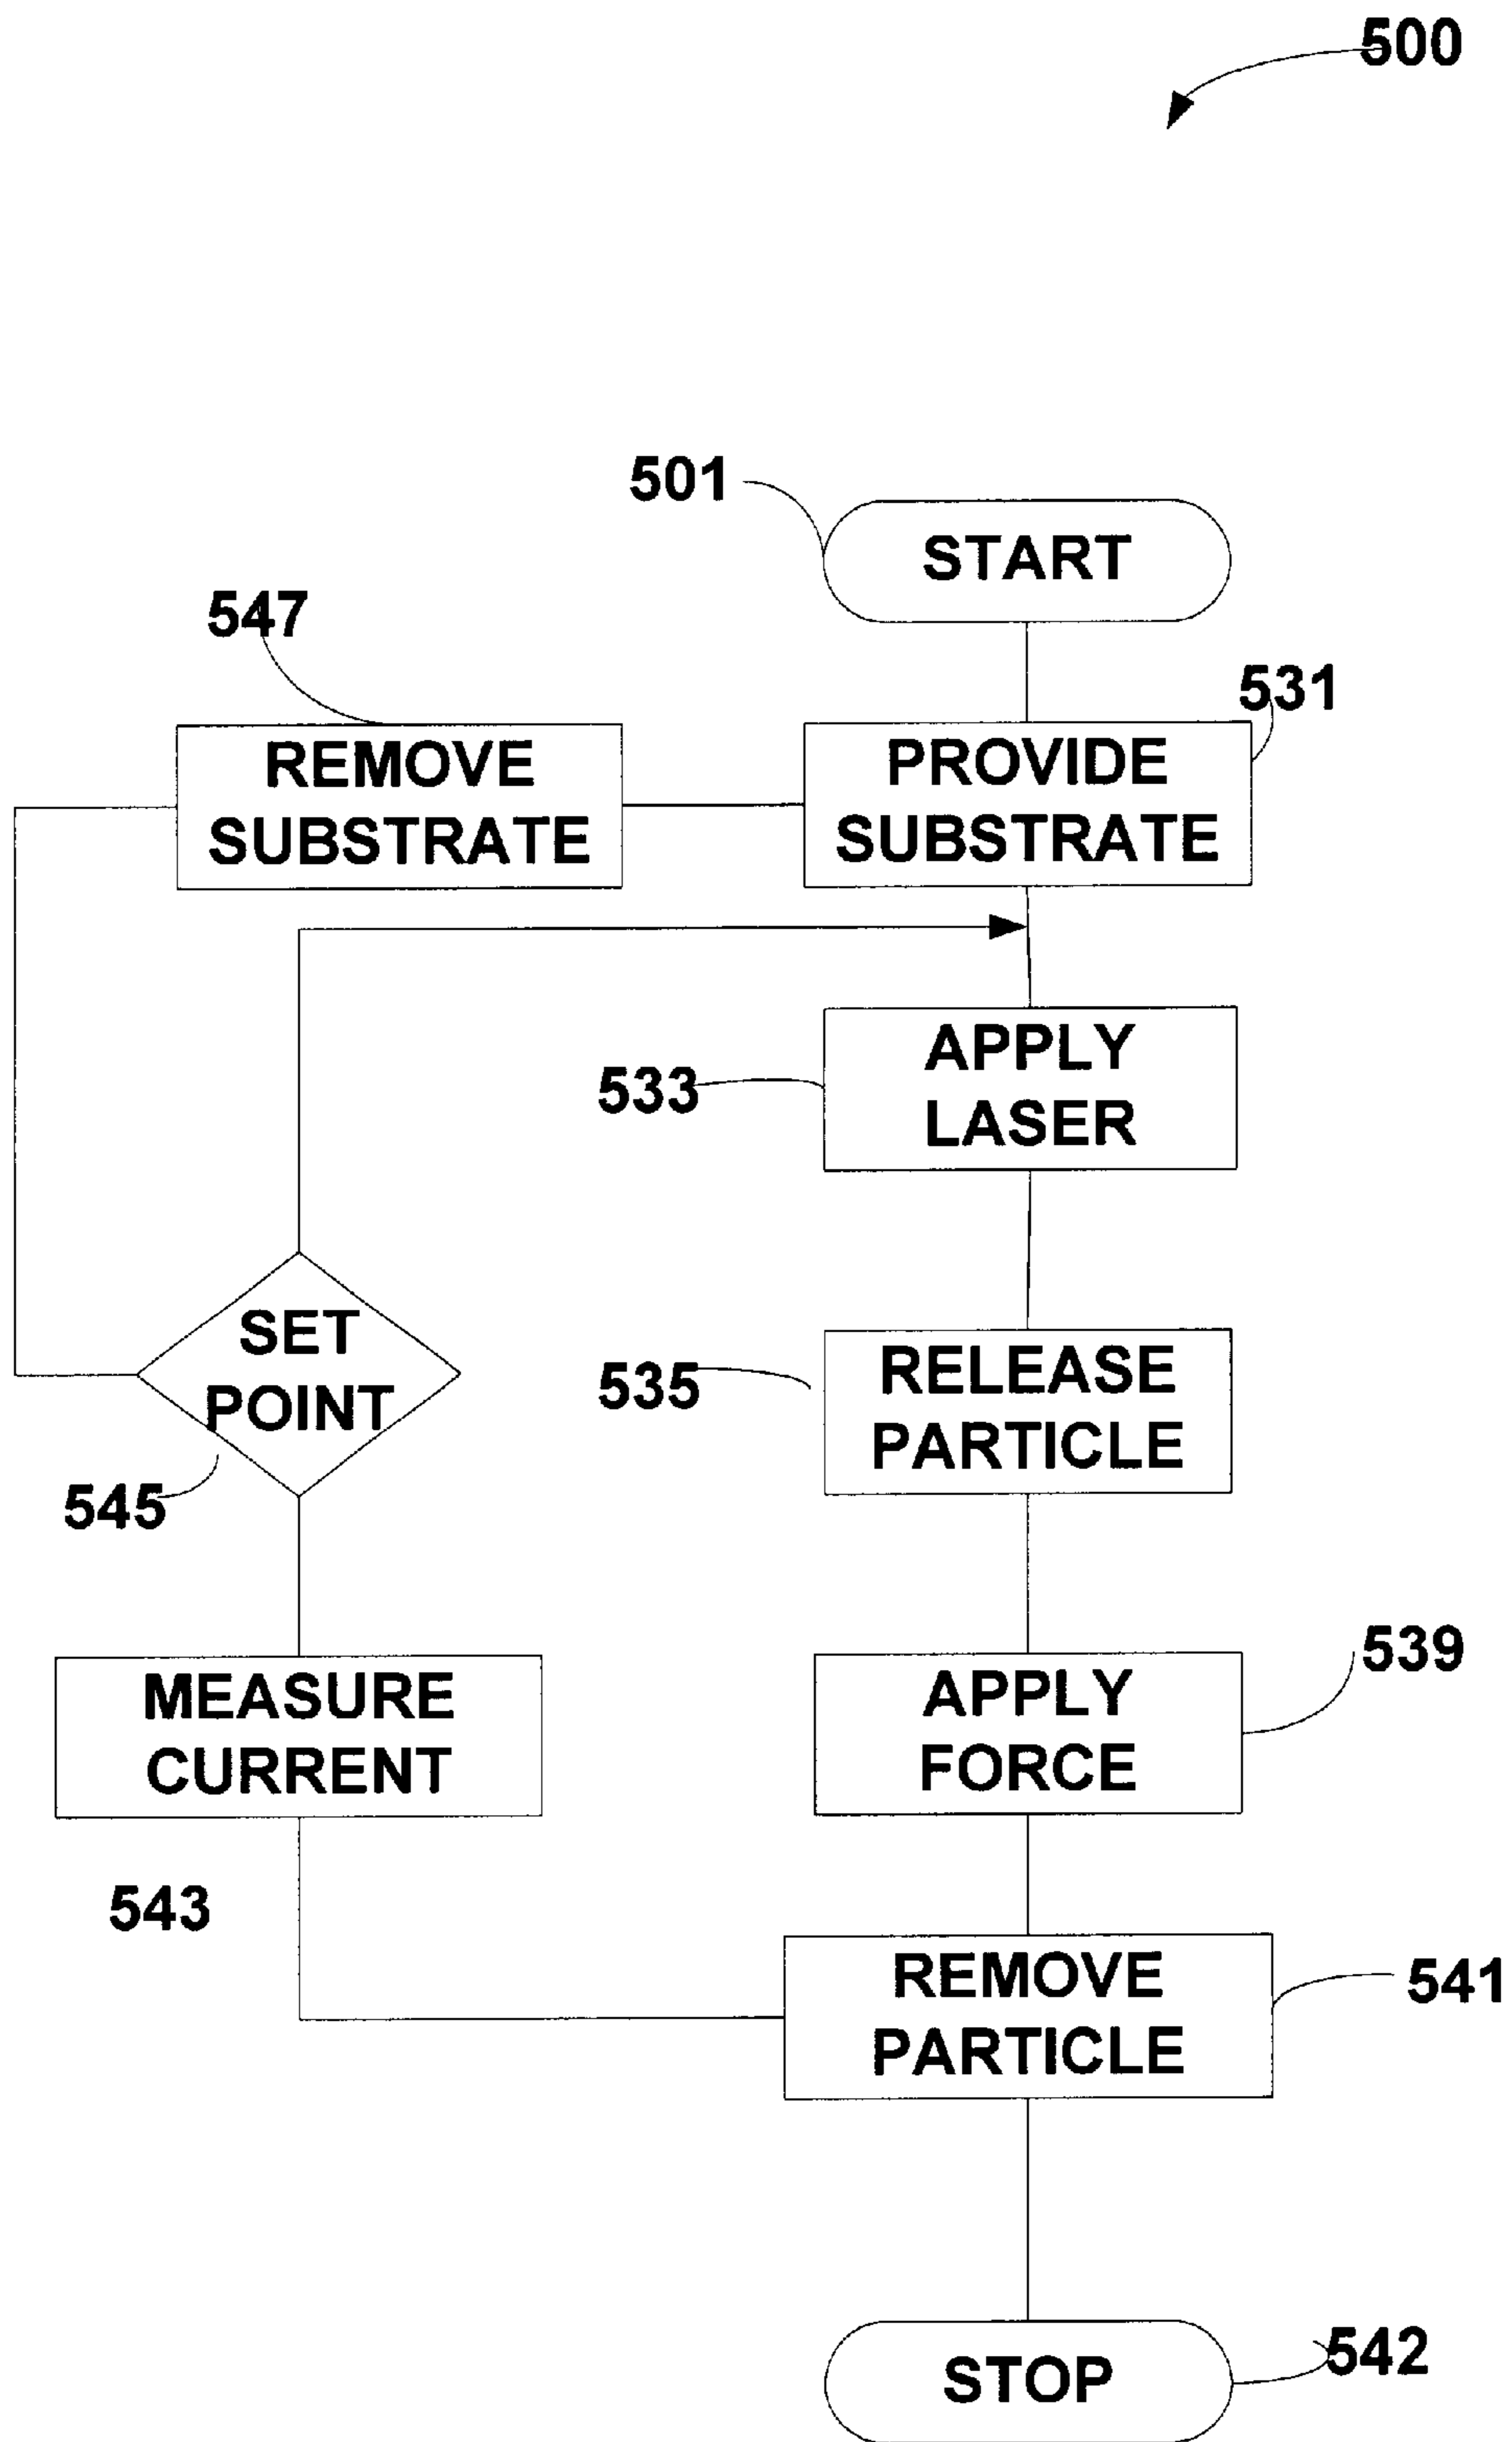 500
501
START
547
531
REMOVE
SUBSTRATE
PROVIDE
SUBSTRATE
533
APPLY
LASER
SET
POINT
545
535
RELEASE
PARTICLE
MEASURE
CURRENT
543
539
APPLY
FORCE
REMOVE
PARTICLE
541
STOP
542